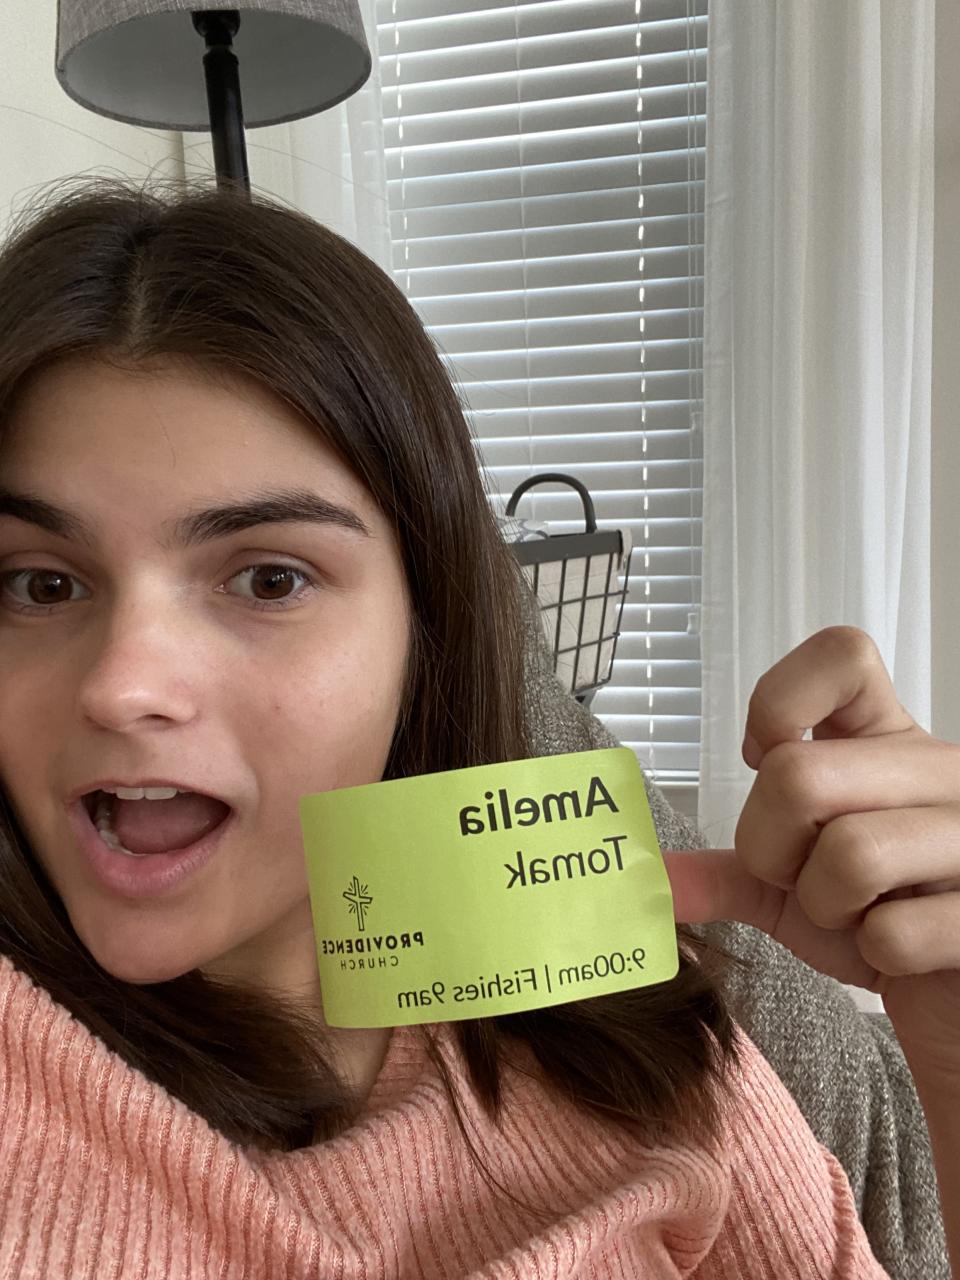 Amelia
Tomak
PROVIDENCE
CHURCH
9:00am | Fishies 9am